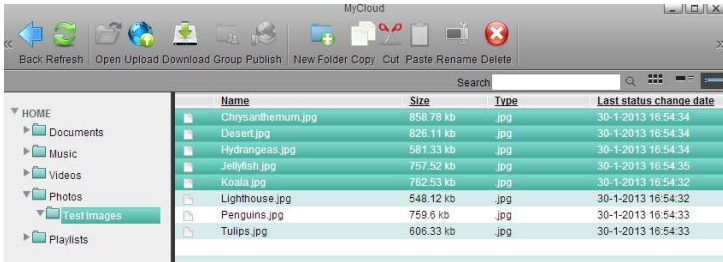 MyCloud
Back Refresh Open Upload Download Group Publish New Folder Copy Cut Paste Rename Delete
Search
Name Size Type Last status change date
HOME
Chrysanthemum.jpg 858.78 kb .jpg 30-1-2013 16:54:34
Documents
Desert.jpg 826.11 kb .jpg 30-1-2013 16:54:34
Music
Hydrangeas.jpg 581.33 kb .jpg 30-1-2013 16:54:34
Videos
Jellyfish.jpg 757.52 kb .jpg 30-1-2013 16:54:35
Photos
Koala.jpg 762.53 kb .jpg 30-1-2013 16:54:32
Lighthouse.jpg 548.12 kb .jpg 30-1-2013 16:54:32
Test Images
Penguins.jpg 759.6 kb .jpg 30-1-2013 16:54:33
Playlists
Tulips.jpg 606.33 kb .jpg 30-1-2013 16:54:33